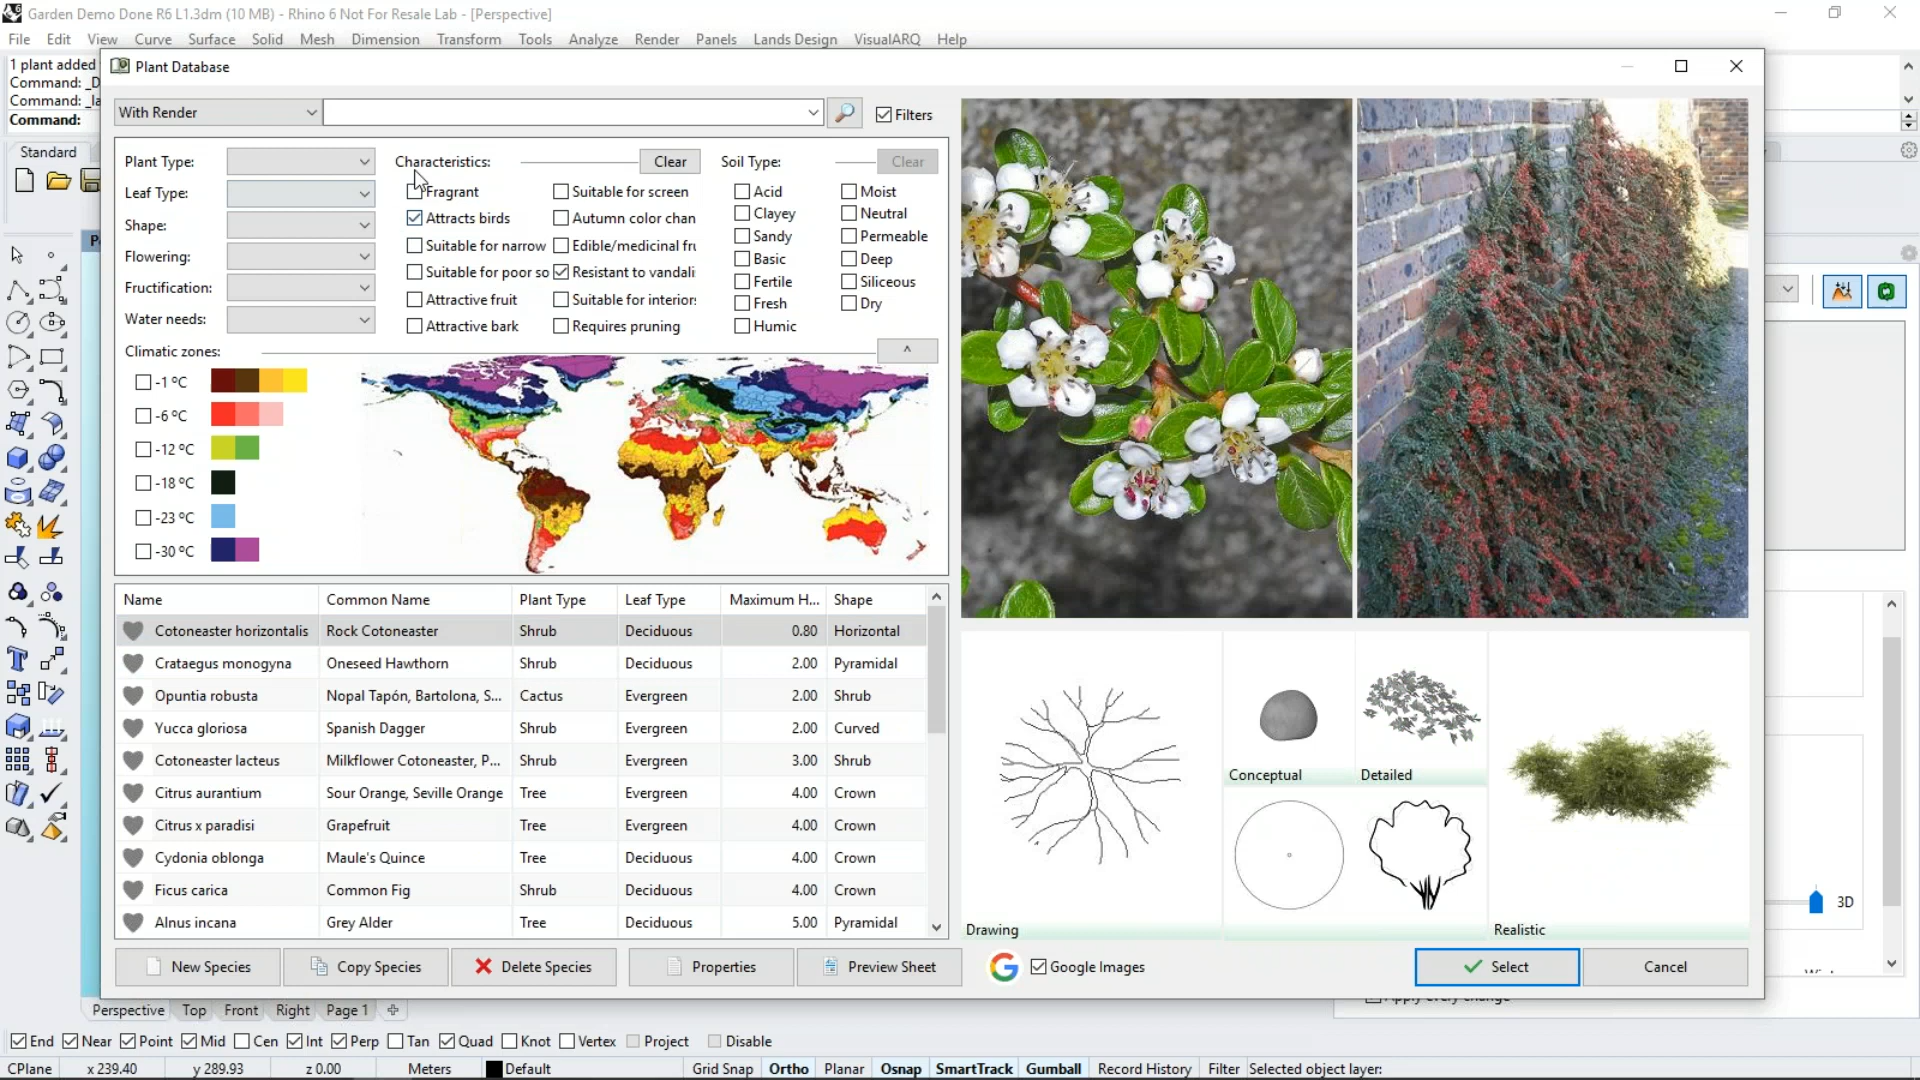 Garden Demo Done R6 L1.3dm (10 MB) - Rhino 6 Not For Resale Lab - [Perspective]
File Edit View Curve Surface Solid Mesh Dimension Transform Tools Analyze Render Panels Lands Design VisualARQ Help
1 plant added
Command: _D
Command: _la
Command:
Standard
Plant Database
With Render
Filters
Plant Type:
Leaf Type:
Shape:
Flowering:
Fructification:
Water needs:
Characteristics: Clear
Fragrant Suitable for screen
Attracts birds Autumn color chan
Suitable for narrow Edible/medicinal fru
Suitable for poor so Resistant to vandali
Attractive fruit Suitable for interiors
Attractive bark Requires pruning
Soil Type: Clear
Acid Moist
Clayey Neutral
Sandy Permeable
Basic Deep
Fertile Siliceous
Fresh Dry
Humic
Climatic zones: ^
-1 ºC
-6 ºC
-12 ºC
-18 ºC
-23 ºC
-30 ºC
Name Common Name Plant Type Leaf Type Maximum H... Shape
Cotoneaster horizontalis Rock Cotoneaster Shrub Deciduous 0.80 Horizontal
Crataegus monogyna Oneseed Hawthorn Shrub Deciduous 2.00 Pyramidal
Opuntia robusta Nopal Tapón, Bartolona, S... Cactus Evergreen 2.00 Shrub
Yucca gloriosa Spanish Dagger Shrub Evergreen 2.00 Curved
Cotoneaster lacteus Milkflower Cotoneaster, P... Shrub Evergreen 3.00 Shrub
Citrus aurantium Sour Orange, Seville Orange Tree Evergreen 4.00 Crown
Citrus x paradisi Grapefruit Tree Evergreen 4.00 Crown
Cydonia oblonga Maule's Quince Tree Deciduous 4.00 Crown
Ficus carica Common Fig Shrub Deciduous 4.00 Crown
Alnus incana Grey Alder Tree Deciduous 5.00 Pyramidal
Conceptual Detailed
Drawing Realistic
New Species Copy Species Delete Species Properties Preview Sheet Google Images Select Cancel
3D
Apply every change
Perspective Top Front Right Page 1
End Near Point Mid Cen Int Perp Tan Quad Knot Vertex Project Disable
CPlane x 239.40 y 289.93 z 0.00 Meters Default Grid Snap Ortho Planar Osnap SmartTrack Gumball Record History Filter Selected object layer: